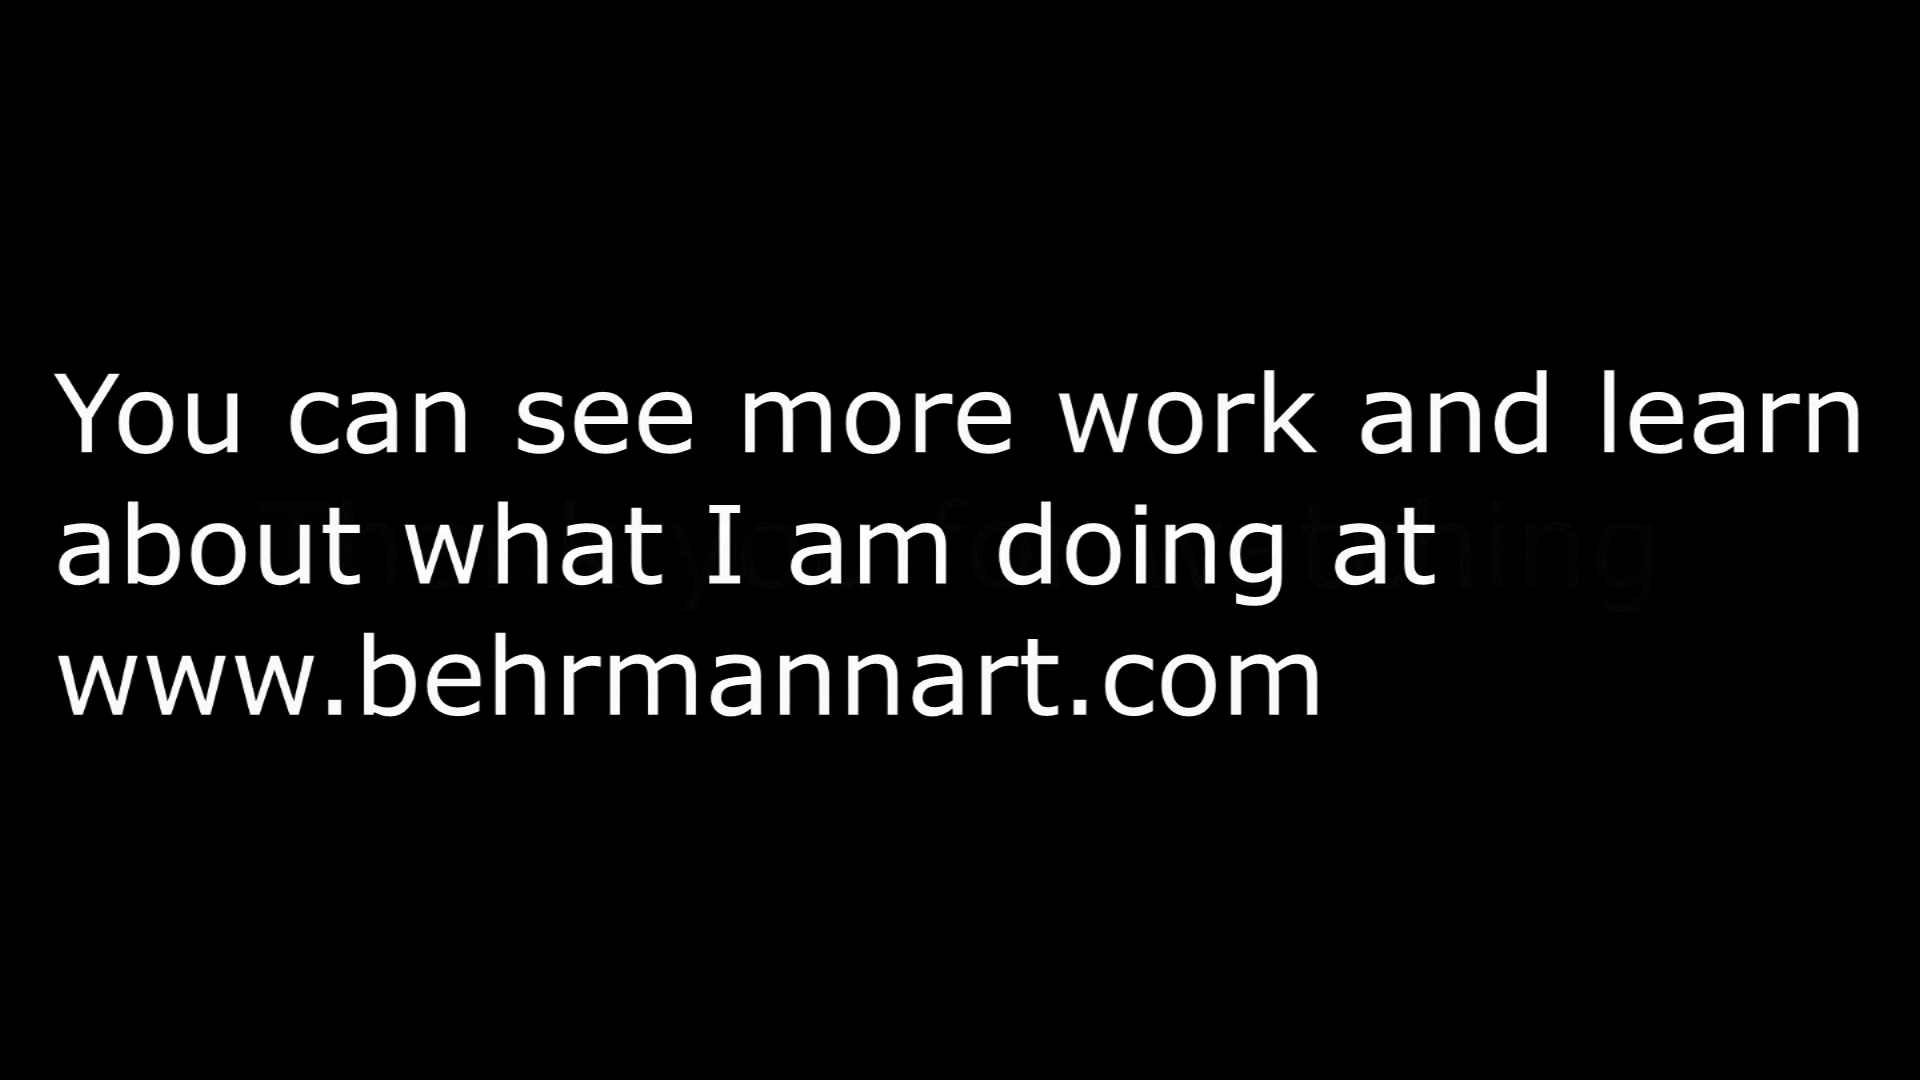 You can see more work and learn
about what I am doing at
www.behrmannart.com